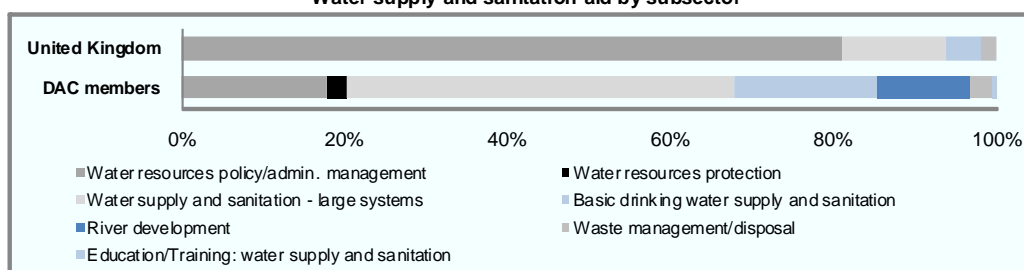 Water supply and sanitation aid by subsector
United Kingdom
DAC members
0% 20% 40% 60% 80% 100%
Water resources policy/admin. management
Water resources protection
Water supply and sanitation - large systems
Basic drinking water supply and sanitation
River development
Waste management/disposal
Education/Training: water supply and sanitation